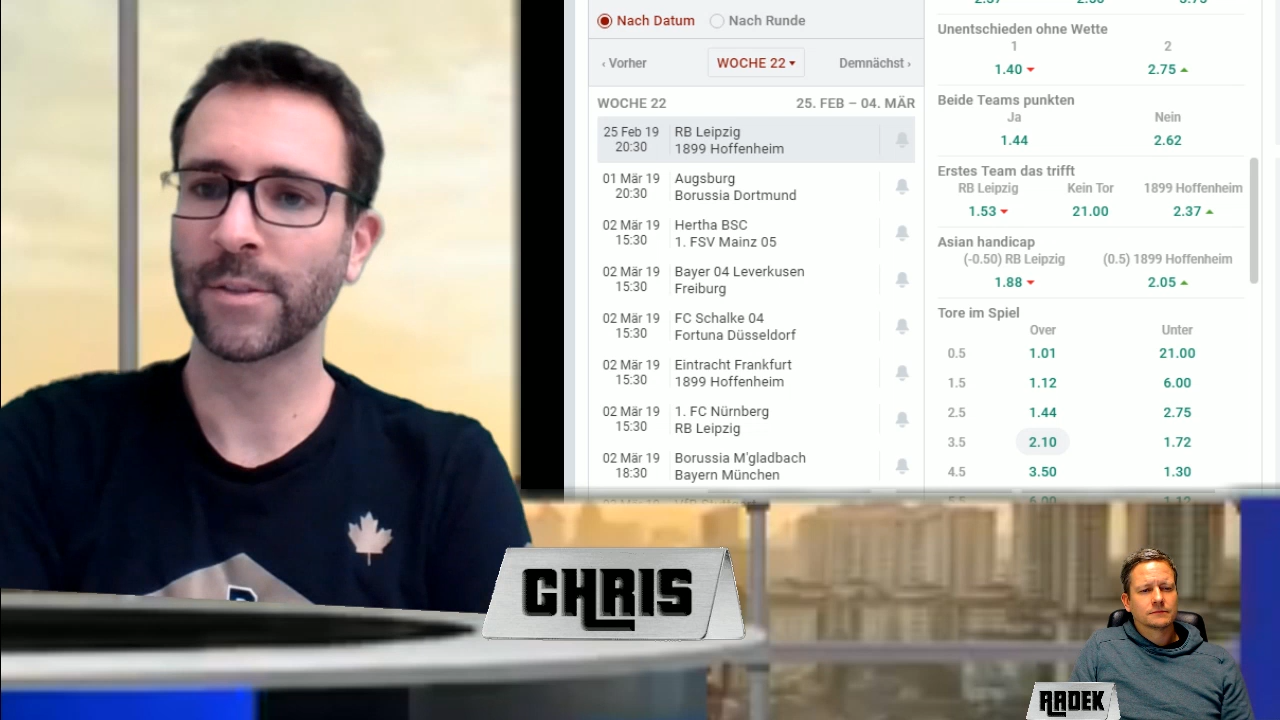 Nach Datum
Nach Runde
‹ Vorher
WOCHE 22
Demnächst ›
WOCHE 22
25. FEB – 04. MÄR
25 Feb 19
20:30
RB Leipzig
1899 Hoffenheim
01 Mär 19
20:30
Augsburg
Borussia Dortmund
02 Mär 19
15:30
Hertha BSC
1. FSV Mainz 05
02 Mär 19
15:30
Bayer 04 Leverkusen
Freiburg
02 Mär 19
15:30
FC Schalke 04
Fortuna Düsseldorf
02 Mär 19
15:30
Eintracht Frankfurt
1899 Hoffenheim
02 Mär 19
15:30
1. FC Nürnberg
RB Leipzig
02 Mär 19
18:30
Borussia M'gladbach
Bayern München
Unentschieden ohne Wette
1 2
1.40 2.75
Beide Teams punkten
Ja Nein
1.44 2.62
Erstes Team das trifft
RB Leipzig Kein Tor 1899 Hoffenheim
1.53 21.00 2.37
Asian handicap
(-0.50) RB Leipzig (0.5) 1899 Hoffenheim
1.88 2.05
Tore im Spiel
Over Unter
0.5 1.01 21.00
1.5 1.12 6.00
2.5 1.44 2.75
3.5 2.10 1.72
4.5 3.50 1.30
CHRIS
RADEK